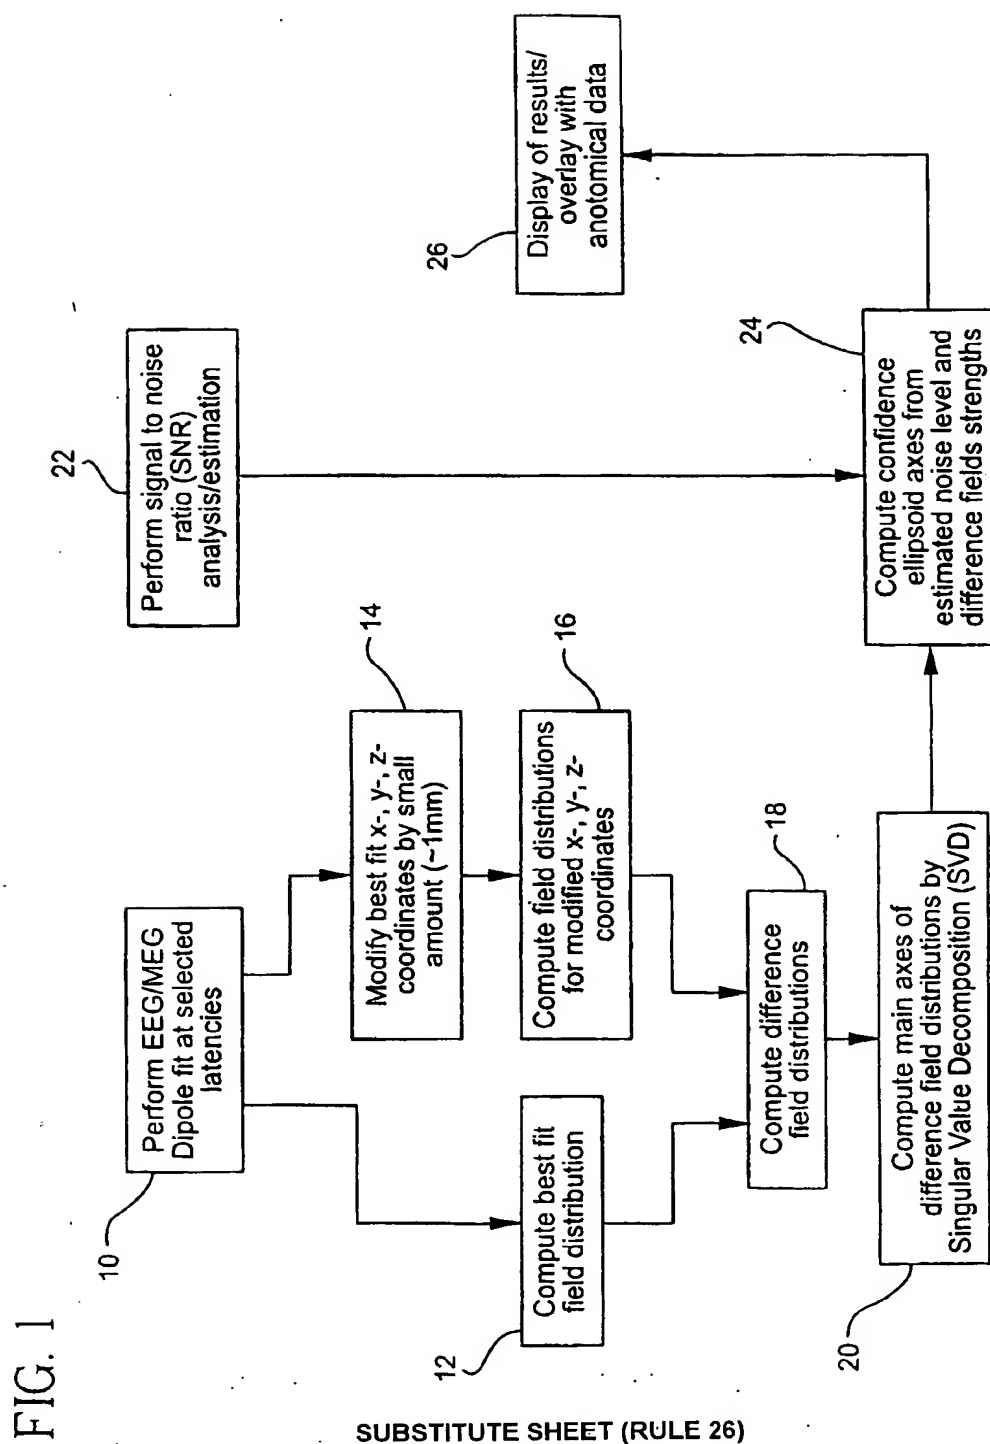 FIG. 1
10
Perform EEG/MEG
Dipole fit at selected
latencies
22
Perform signal to noise
ratio (SNR)
analysis/estimation
14
Modify best fit x-, y-, z-
coordinates by small
amount (~1mm)
12
Compute best fit
field distribution
16
Compute field distributions
for modified x-, y-, z-
coordinates
26
Display of results/
overlay with
anotomical data
18
Compute difference
field distributions
20
Compute main axes of
difference field distributions by
Singular Value Decomposition (SVD)
24
Compute confidence
ellipsoid axes from
estimated noise level and
difference fields strengths
SUBSTITUTE SHEET (RULE 26)